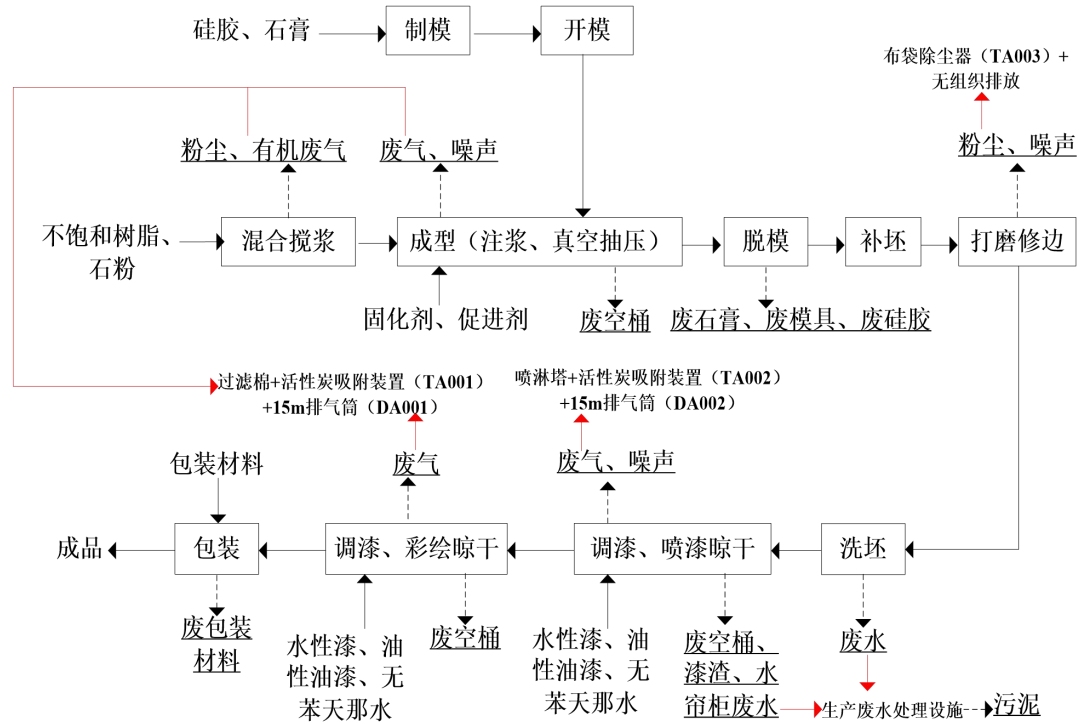 硅胶、石膏
制模
开模
布袋除尘器（TA003）+
无组织排放
粉尘、有机废气
废气、噪声
粉尘、噪声
不饱和树脂、
石粉
混合搅浆
成型（注浆、真空抽压）
脱模
补坯
打磨修边
固化剂、促进剂
废空桶
废石膏、废模具、废硅胶
过滤棉+活性炭吸附装置（TA001）
+15m排气筒（DA001）
喷淋塔+活性炭吸附装置（TA002）
+15m排气筒（DA002）
包装材料
废气
废气、噪声
成品
包装
调漆、彩绘晾干
调漆、喷漆晾干
洗坯
废包装
材料
水性漆、油
性油漆、无
苯天那水
废空桶
水性漆、油
性油漆、无
苯天那水
废空桶、
漆渣、水
帘柜废水
废水
生产废水处理设施
污泥